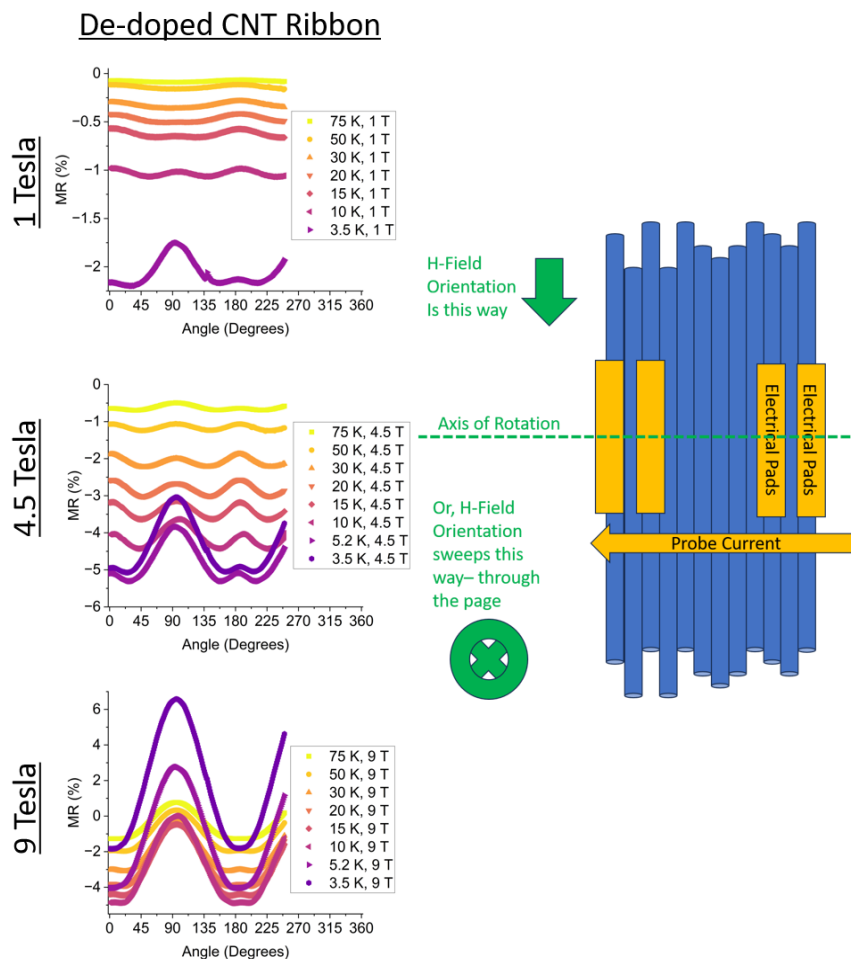 De-doped CNT Ribbon
1 Tesla
0
−0.5
−1
−1.5
−2
MR (%)
0 45 90 135 180 225 270 315 360
Angle (Degrees)
75 K, 1 T
50 K, 1 T
30 K, 1 T
20 K, 1 T
15 K, 1 T
10 K, 1 T
3.5 K, 1 T
4.5 Tesla
0
−1
−2
−3
−4
−5
−6
MR (%)
0 45 90 135 180 225 270 315 360
Angle (Degrees)
75 K, 4.5 T
50 K, 4.5 T
30 K, 4.5 T
20 K, 4.5 T
15 K, 4.5 T
10 K, 4.5 T
5.2 K, 4.5 T
3.5 K, 4.5 T
9 Tesla
6
4
2
0
−2
−4
MR (%)
0 45 90 135 180 225 270 315 360
Angle (Degrees)
75 K, 9 T
50 K, 9 T
30 K, 9 T
20 K, 9 T
15 K, 9 T
10 K, 9 T
5.2 K, 9 T
3.5 K, 9 T
H-Field
Orientation
Is this way
Axis of Rotation
Electrical Pads
Electrical Pads
Or, H-Field
Orientation
sweeps this
way– through
the page
Probe Current